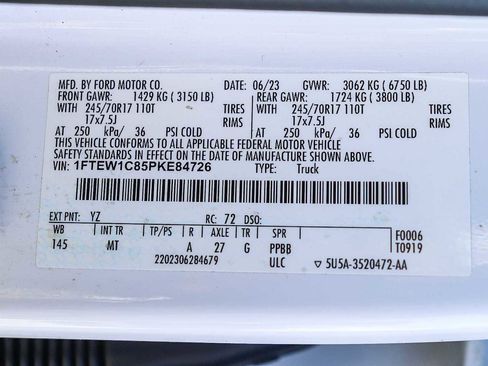 MFD. BY FORD MOTOR CO. DATE: 06/23 GVWR: 3062 KG ( 6750 LB)
FRONT GAWR: 1429 KG ( 3150 LB) REAR GAWR: 1724 KG ( 3800 LB)
WITH 245/70R17 110T TIRES WITH 245/70R17 110T TIRES
17x7.5J RIMS 17x7.5J RIMS
AT 250 kPa/ 36 PSI COLD AT 250 kPa/ 36 PSI COLD
THIS VEHICLE CONFORMS TO ALL APPLICABLE FEDERAL MOTOR VEHICLE
SAFETY STANDARDS IN EFFECT ON THE DATE OF MANUFACTURE SHOWN ABOVE.
VIN: 1FTEW1C85PKE84726 TYPE: Truck
EXT PNT: YZ RC: 72 DSO:
WB INT TR TP/PS R AXLE TR SPR F0006
145 MT A 27 G PPBB T0919
2202306284679 ULC ▽ 5U5A-3520472-AA